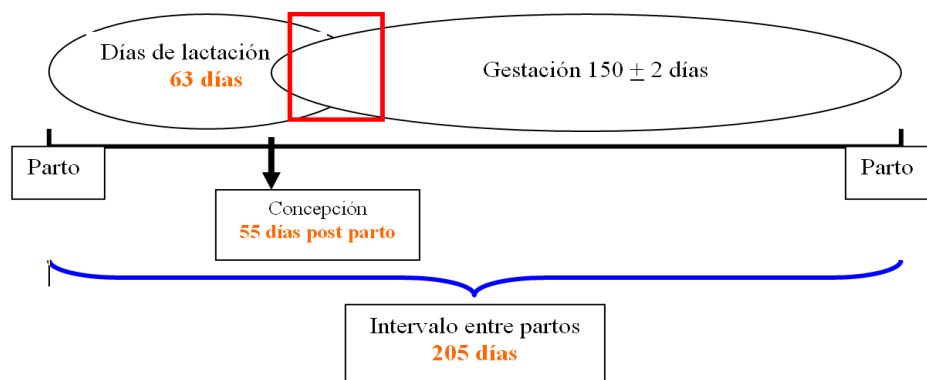 Días de lactación
63 días
Gestación 150 ± 2 días
Parto
Parto
Concepción
55 días post parto
Intervalo entre partos
205 días